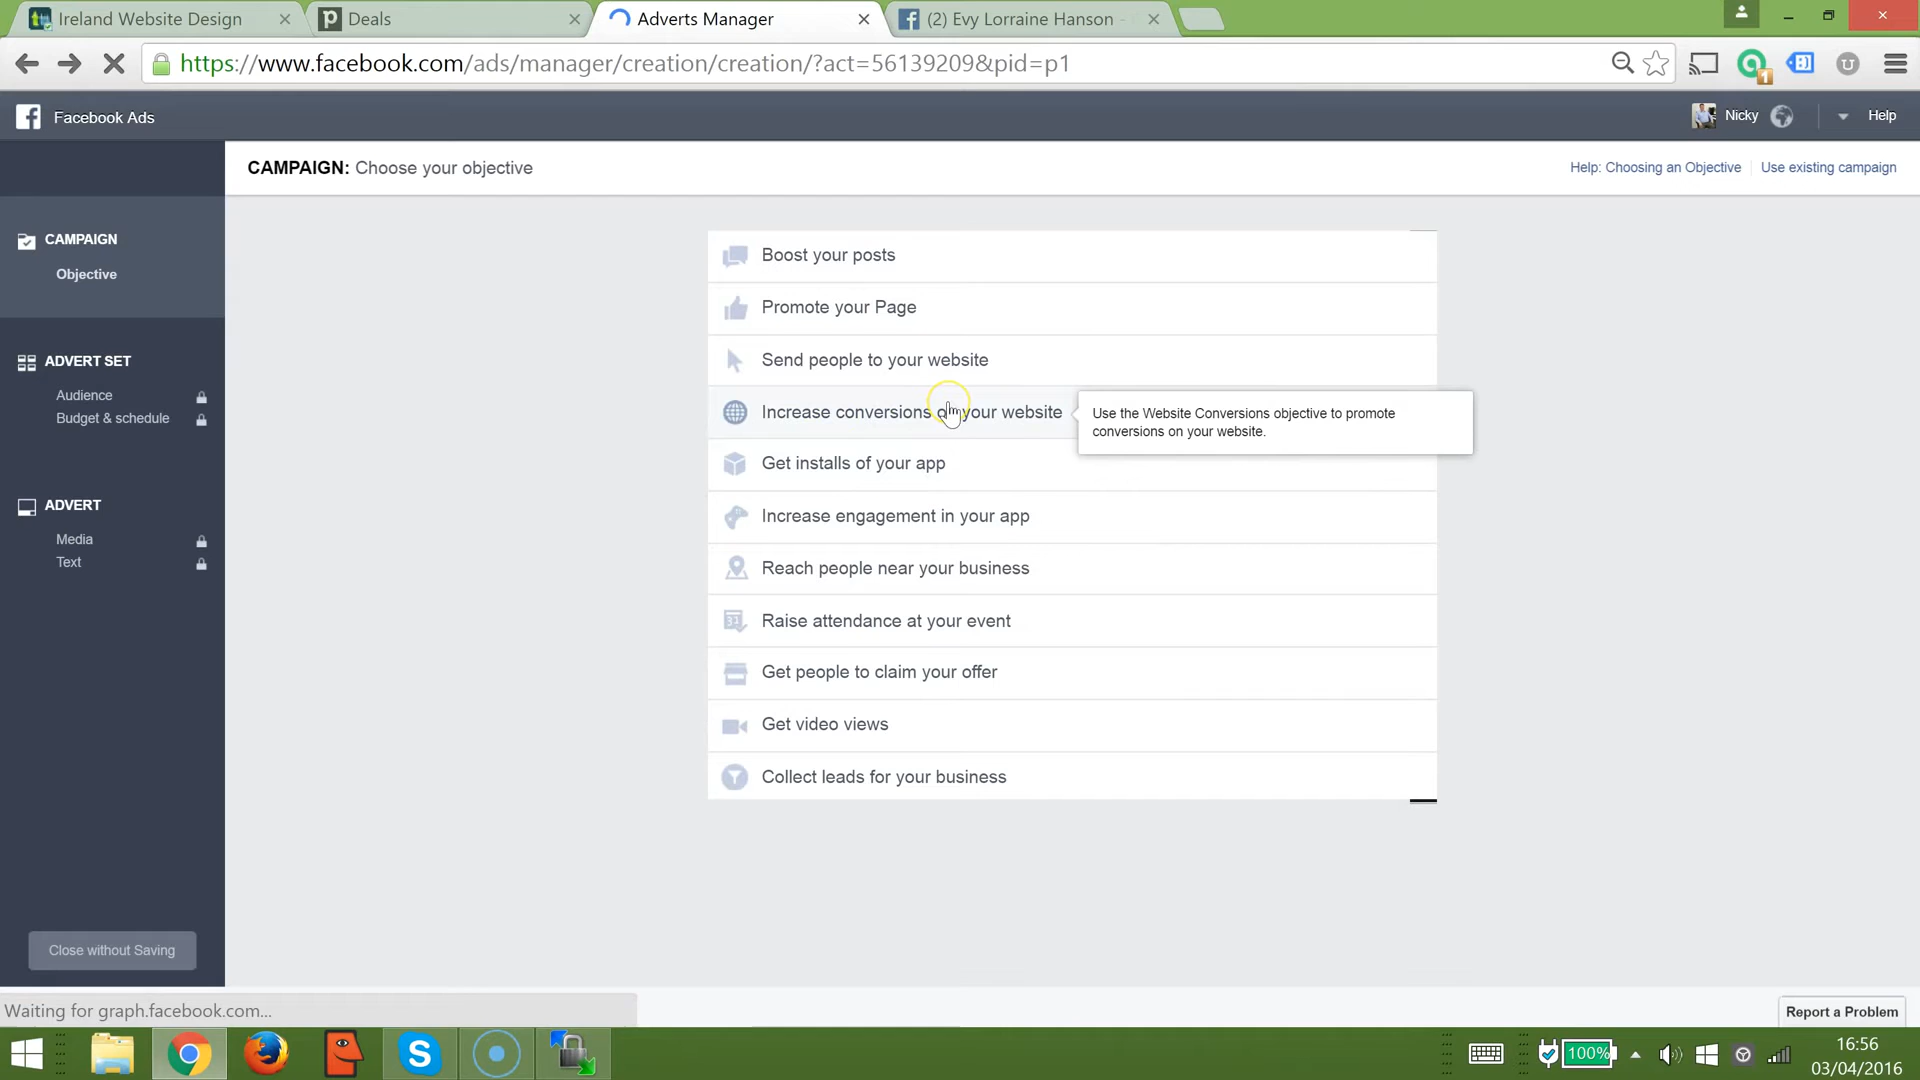 Ireland Website Design
Deals
Adverts Manager
(2) Evy Lorraine Hanson -
https://www.facebook.com/ads/manager/creation/creation/?act=56139209&pid=p1
1
Facebook Ads
Nicky
Help
CAMPAIGN: Choose your objective
Help: Choosing an Objective
Use existing campaign
CAMPAIGN
Objective
ADVERT SET
Audience
Budget & schedule
ADVERT
Media
Text
Close without Saving
Boost your posts
Promote your Page
Send people to your website
Increase conversions on your website
Use the Website Conversions objective to promote
conversions on your website.
Get installs of your app
Increase engagement in your app
Reach people near your business
31
Raise attendance at your event
Get people to claim your offer
Get video views
Collect leads for your business
Waiting for graph.facebook.com...
Report a Problem
100%
16:56
03/04/2016